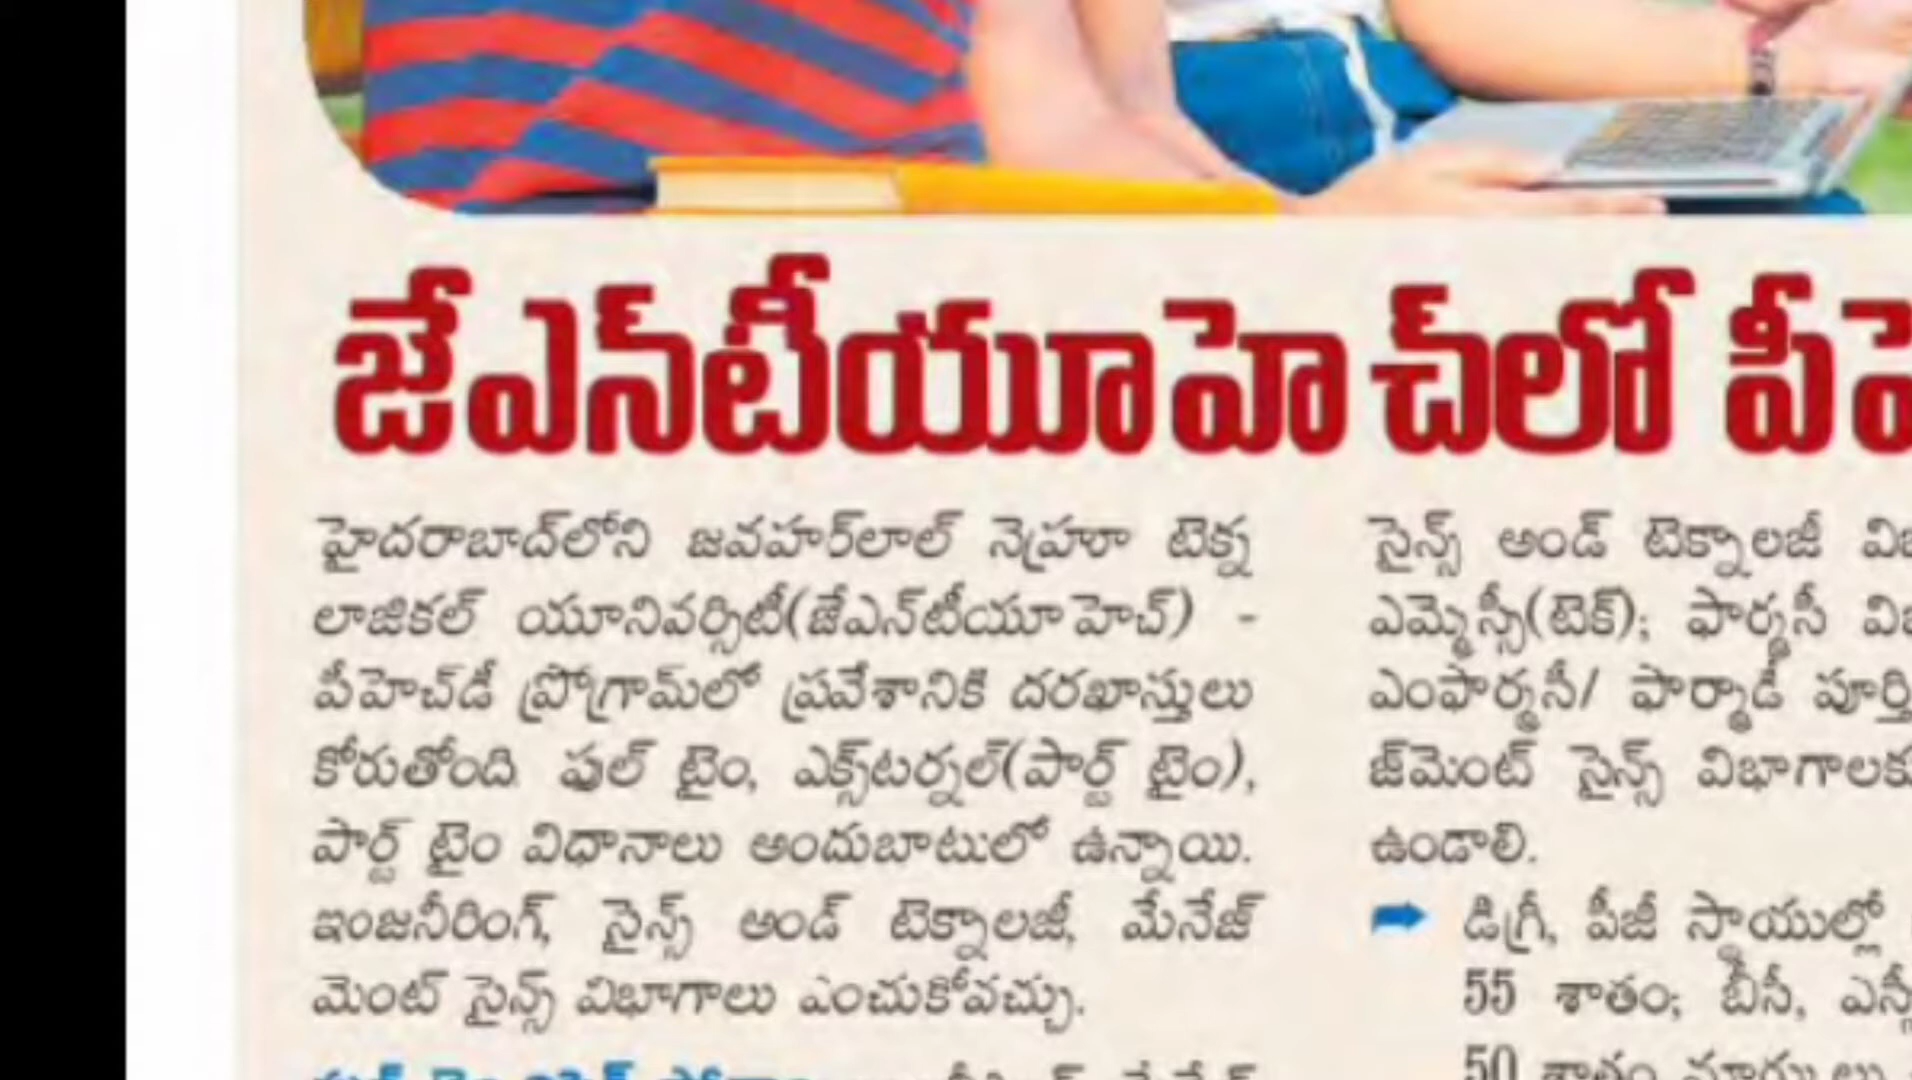 జేఎన్‌టీయూహెచ్‌లో
హైదరాబాద్‌లోని జవహర్‌లాల్ నెహ్రూ టెక్న
లాజికల్ యూనివర్సిటీ(జేఎన్‌టీయూహెచ్) -
పీహెచ్‌డీ ప్రోగ్రామ్‌లో ప్రవేశానికి దరఖాస్తులు
కోరుతోంది. ఫుల్ టైం, ఎక్స్‌టర్నల్(పార్ట్ టైం),
పార్ట్ టైం విధానాలు అందుబాటులో ఉన్నాయి.
ఇంజనీరింగ్, సైన్స్ అండ్ టెక్నాలజీ, మేనేజ్
మెంట్ సైన్స్ విభాగాలు ఎంచుకోవచ్చు.
సైన్స్ అండ్ టెక్నాలజీ
ఎమ్మెస్సీ(టెక్); ఫార్మసీ
ఎంఫార్మసీ/ ఫార్మాడీ
జ్‌మెంట్ సైన్స్ విభాగాలకు
ఉండాలి.
డిగ్రీ, పీజీ స్థాయుల్లో
55 శాతం; బీసీ,
50 శాతం మార్కులు